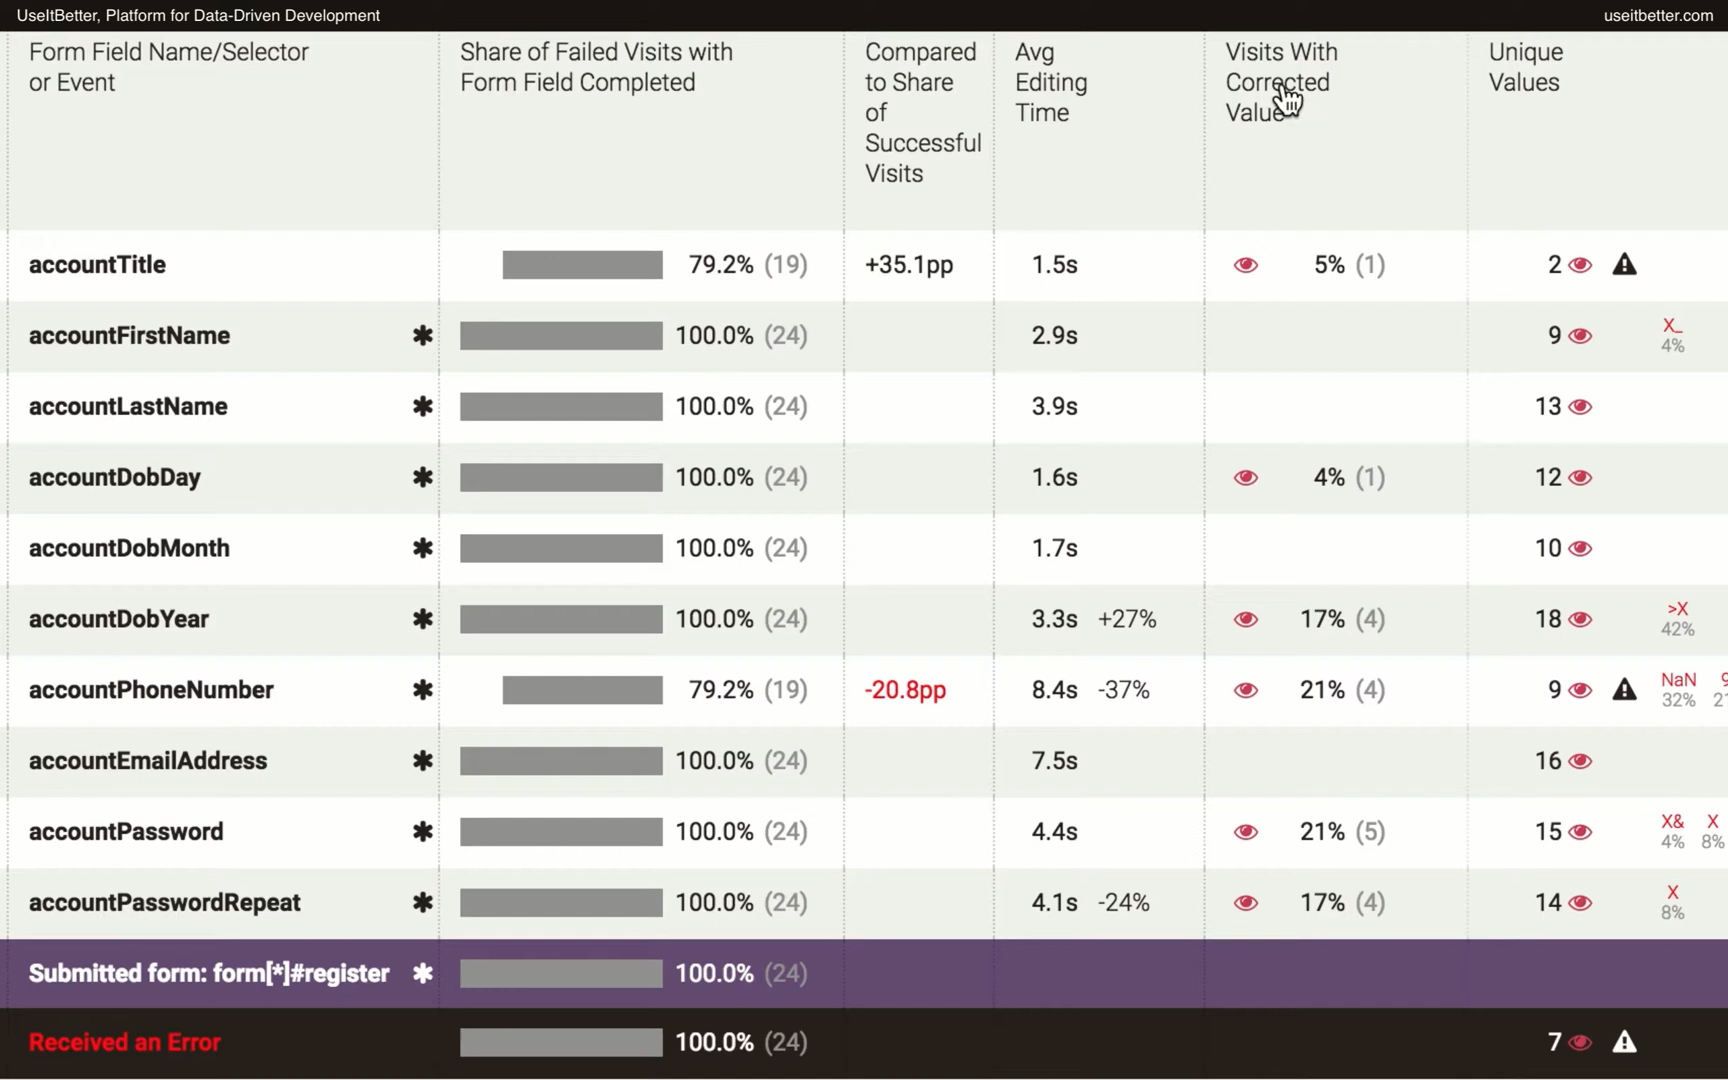 UseItBetter, Platform for Data-Driven Development
useitbetter.com
Form Field Name/Selector
or Event
Share of Failed Visits with
Form Field Completed
Compared
to Share
of
Successful
Visits
Avg
Editing
Time
Visits With
Corrected
Value
Unique
Values
accountTitle 79.2% (19) +35.1pp 1.5s 5% (1) 2
accountFirstName * 100.0% (24) 2.9s 9 X_
4%
accountLastName * 100.0% (24) 3.9s 13
accountDobDay * 100.0% (24) 1.6s 4% (1) 12
accountDobMonth * 100.0% (24) 1.7s 10
accountDobYear * 100.0% (24) 3.3s +27% 17% (4) 18 >X
42%
accountPhoneNumber * 79.2% (19) -20.8pp 8.4s -37% 21% (4) 9 NaN
32%
accountEmailAddress * 100.0% (24) 7.5s 16
accountPassword * 100.0% (24) 4.4s 21% (5) 15 X& X
4% 8%
accountPasswordRepeat * 100.0% (24) 4.1s -24% 17% (4) 14 X
8%
Submitted form: form[*]#register * 100.0% (24)
Received an Error 100.0% (24) 7